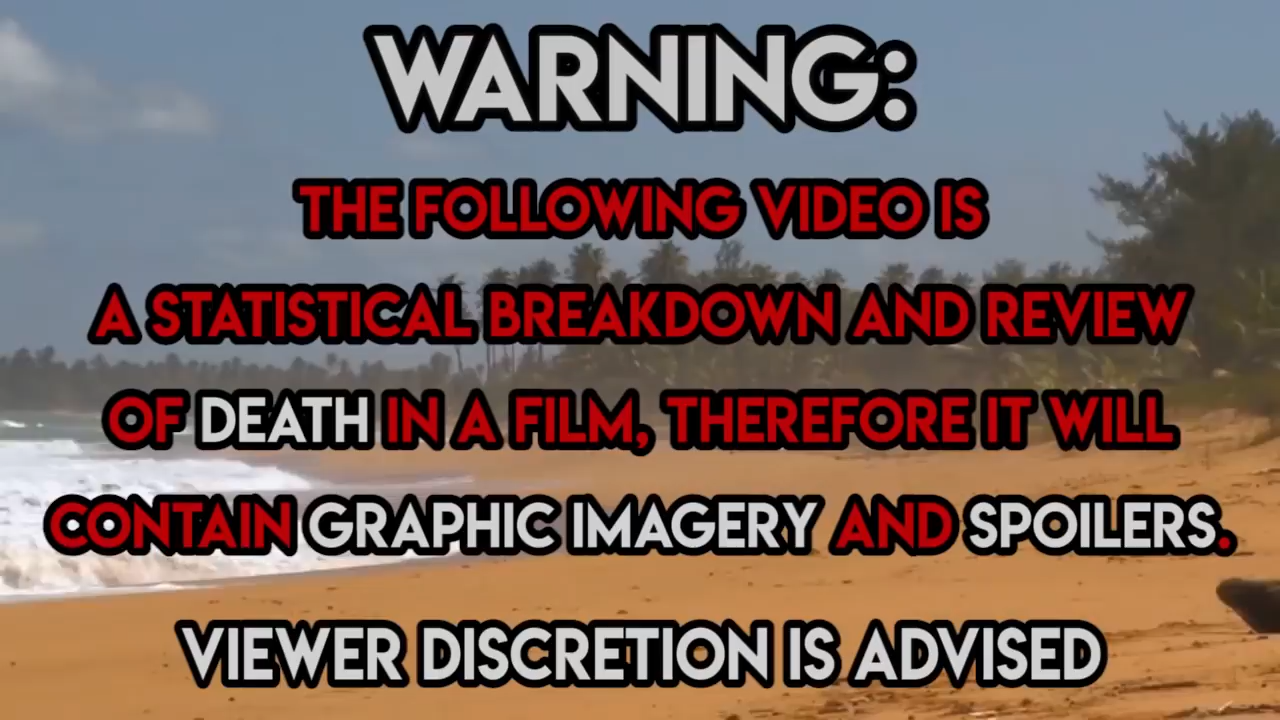 WARNING:
THE FOLLOWING VIDEO IS
A STATISTICAL BREAKDOWN AND REVIEW
OF DEATH IN A FILM, THEREFORE IT WILL
CONTAIN GRAPHIC IMAGERY AND SPOILERS.
VIEWER DISCRETION IS ADVISED